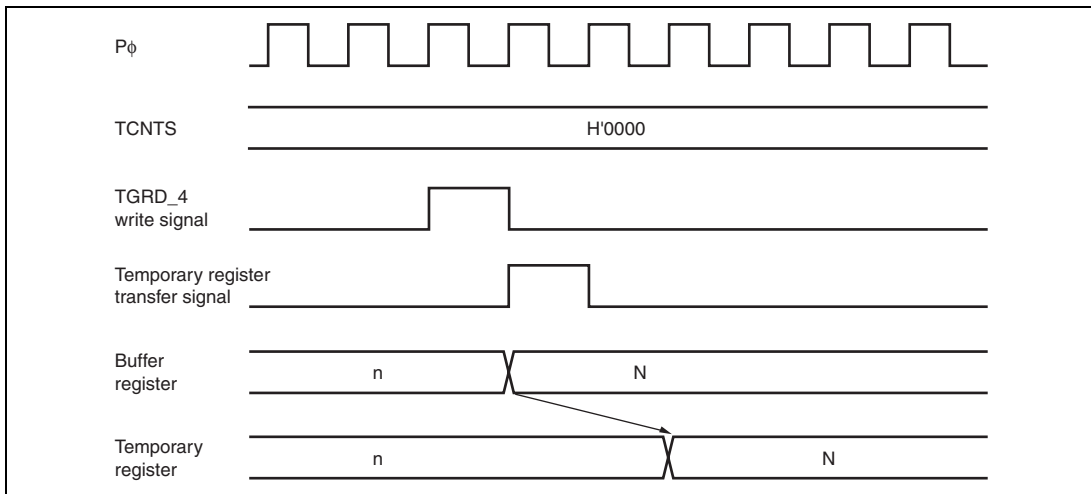 Pϕ
TCNTS
H'0000
TGRD_4
write signal
Temporary register
transfer signal
Buffer
register
n
N
Temporary
register
n
N